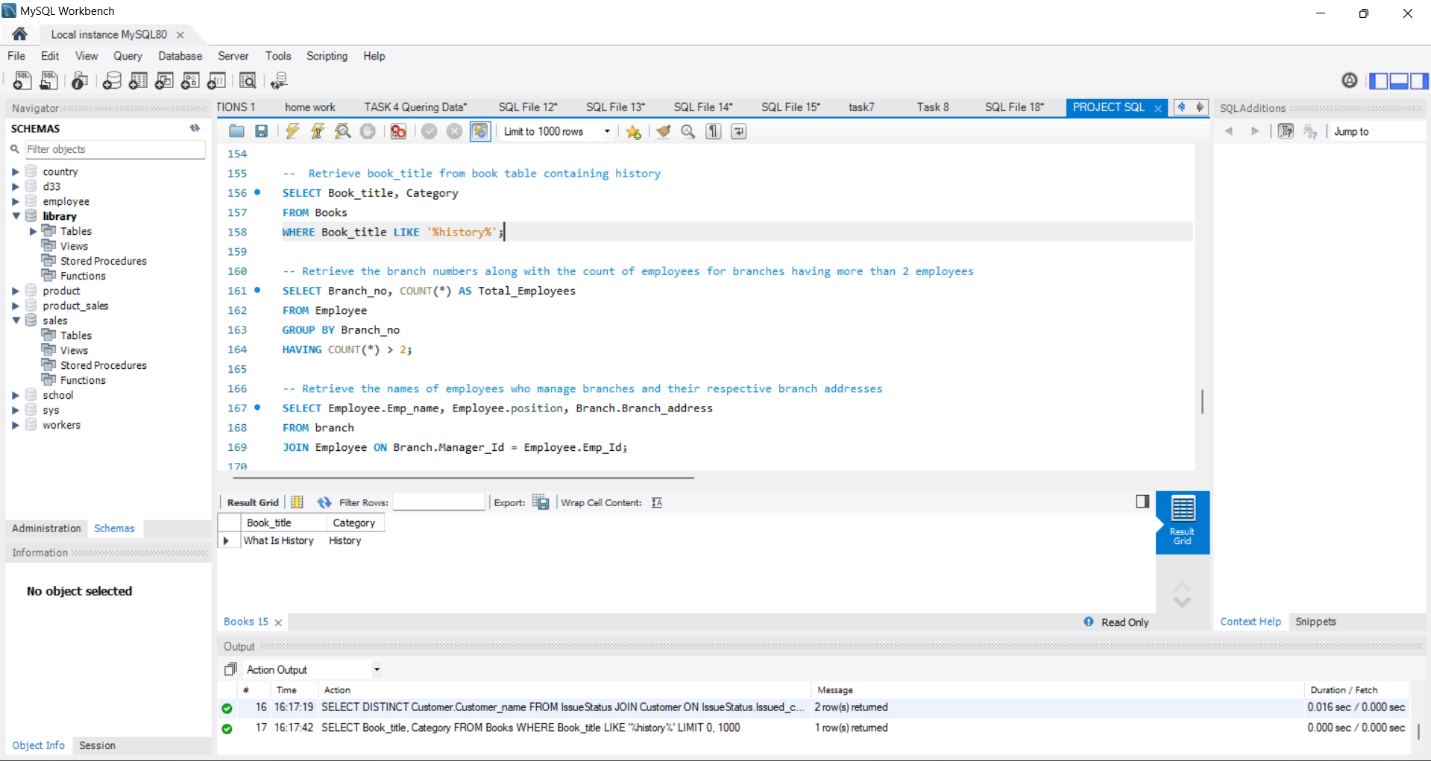 MySQL Workbench
Local instance MySQL80
File Edit View Query Database Server Tools Scripting Help
Navigator
SCHEMAS
Filter objects
country
d33
employee
library
Tables
Views
Stored Procedures
Functions
product
product_sales
sales
Tables
Views
Stored Procedures
Functions
school
sys
workers
Administration Schemas
Information
No object selected
Object Info Session
TIONS 1 home work TASK 4 Quering Data* SQL File 12* SQL File 13* SQL File 14* SQL File 15* task7 Task 8 SQL File 18* PROJECT SQL
Limit to 1000 rows
154
155 -- Retrieve book_title from book table containing history
156 SELECT Book_title, Category
157 FROM Books
158 WHERE Book_title LIKE '%history%';
159
160 -- Retrieve the branch numbers along with the count of employees for branches having more than 2 employees
161 SELECT Branch_no, COUNT(*) AS Total_Employees
162 FROM Employee
163 GROUP BY Branch_no
164 HAVING COUNT(*) > 2;
165
166 -- Retrieve the names of employees who manage branches and their respective branch addresses
167 SELECT Employee.Emp_name, Employee.position, Branch.Branch_address
168 FROM branch
169 JOIN Employee ON Branch.Manager_Id = Employee.Emp_Id;
170
Result Grid Filter Rows: Export: Wrap Cell Content:
Book_title Category
What Is History History
Result Grid
Books 15 Read Only
SQLAdditions
Jump to
Context Help Snippets
Output
Action Output
# Time Action Message Duration / Fetch
16 16:17:19 SELECT DISTINCT Customer.Customer_name FROM IssueStatus JOIN Customer ON IssueStatus.Issued_c... 2 row(s) returned 0.016 sec / 0.000 sec
17 16:17:42 SELECT Book_title, Category FROM Books WHERE Book_title LIKE '%history%' LIMIT 0, 1000 1 row(s) returned 0.000 sec / 0.000 sec